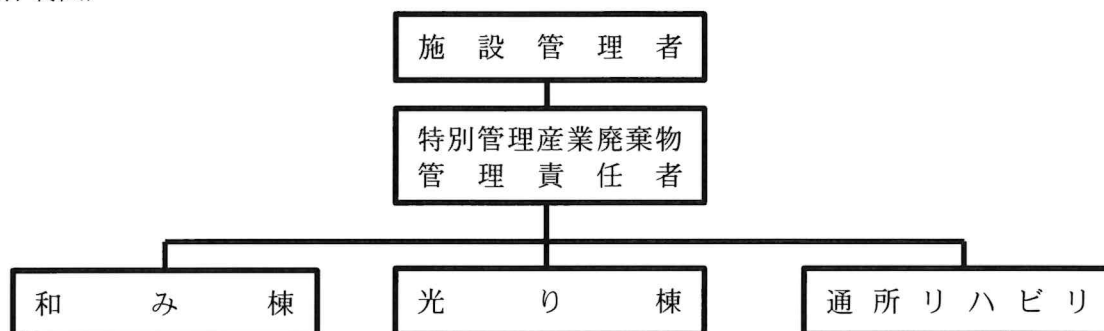 施設管理者
特別管理産業廃棄物
管理責任者
和み棟
光り棟
通所リハビリ